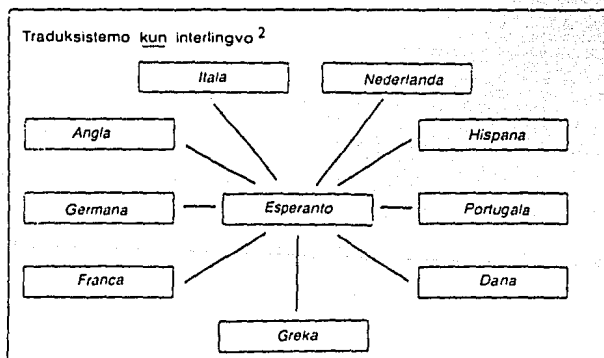 Traduksistemo kun interlingvo 2
Itala Nederlanda
Angla Hispana
Germana Esperanto Portugala
Franca Dana
Greka